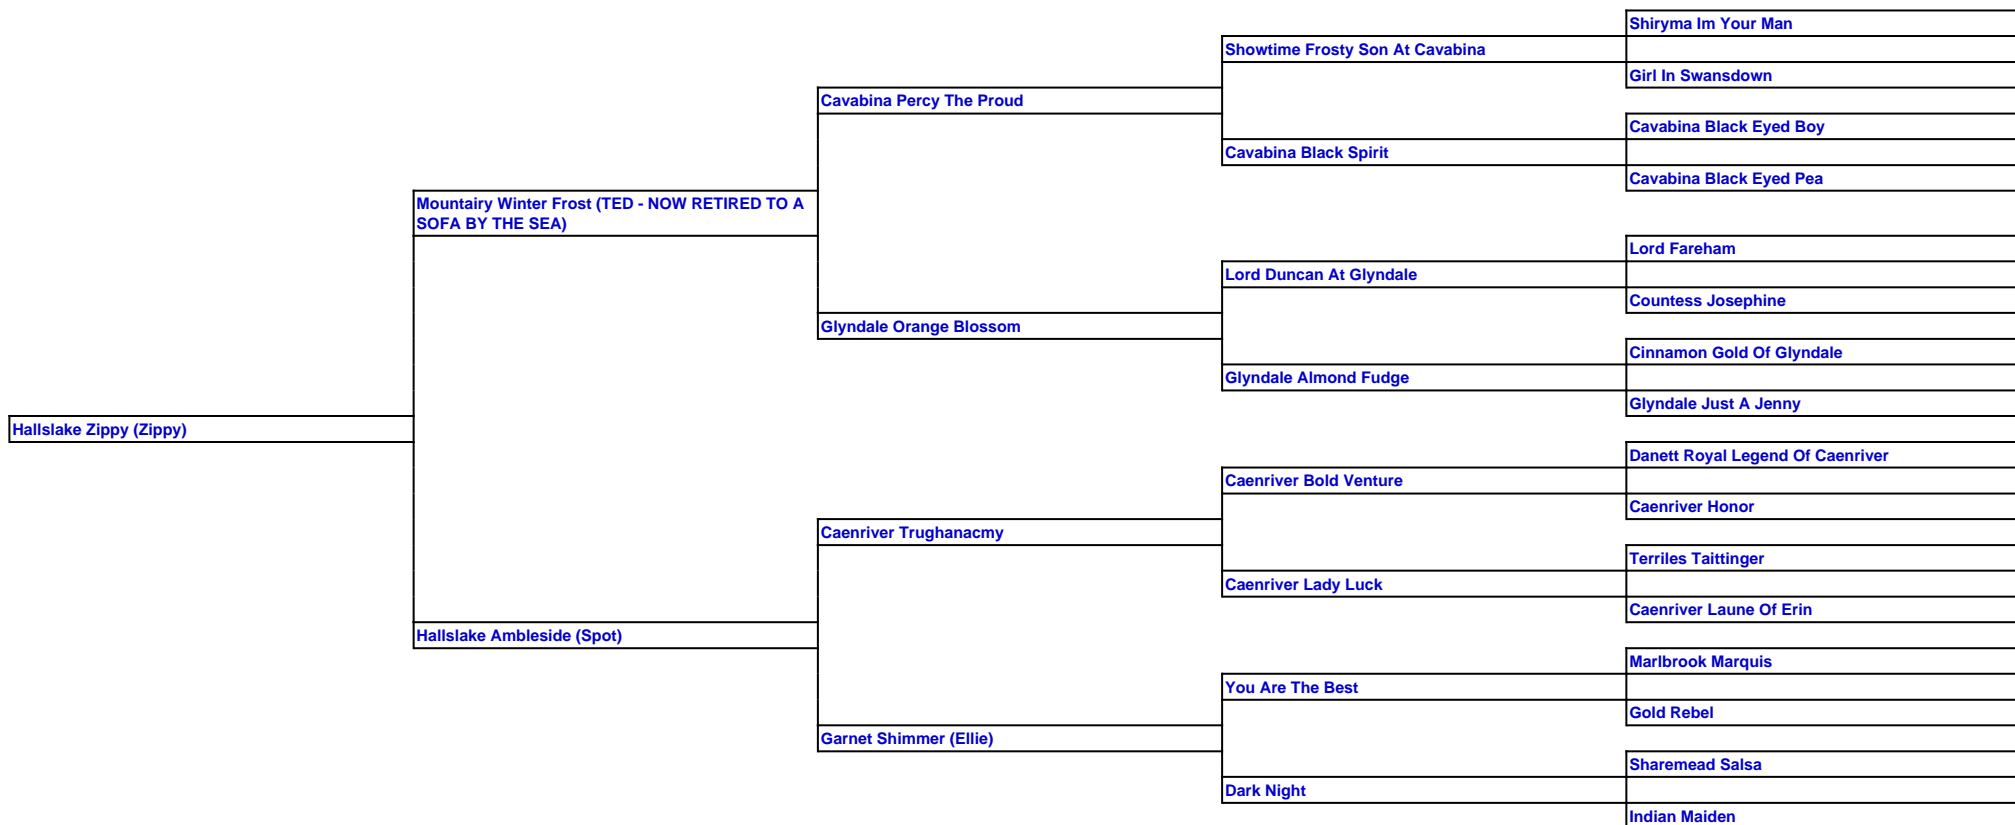 Shiryma Im Your Man
Showtime Frosty Son At Cavabina
Girl In Swansdown
Cavabina Percy The Proud
Cavabina Black Eyed Boy
Cavabina Black Spirit
Cavabina Black Eyed Pea
Mountairy Winter Frost (TED - NOW RETIRED TO A
SOFA BY THE SEA)
Lord Fareham
Lord Duncan At Glyndale
Countess Josephine
Glyndale Orange Blossom
Cinnamon Gold Of Glyndale
Glyndale Almond Fudge
Glyndale Just A Jenny
Hallslake Zippy (Zippy)
Danett Royal Legend Of Caenriver
Caenriver Bold Venture
Caenriver Honor
Caenriver Trughanacmy
Terriles Taittinger
Caenriver Lady Luck
Caenriver Laune Of Erin
Hallslake Ambleside (Spot)
Marlbrook Marquis
You Are The Best
Gold Rebel
Garnet Shimmer (Ellie)
Sharemead Salsa
Dark Night
Indian Maiden